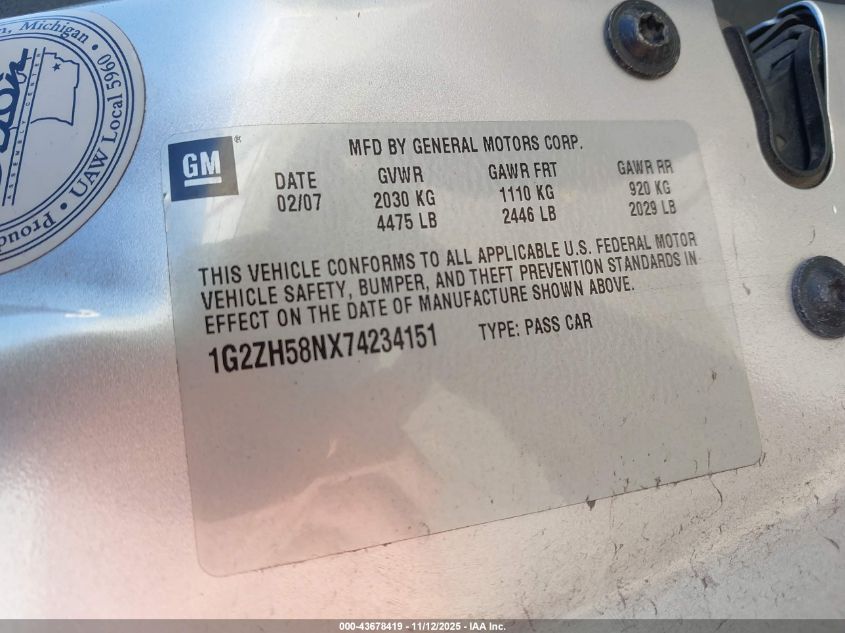 n, Michigan
UAW Local 5960
Proud
GM®
MFD BY GENERAL MOTORS CORP.
DATE GVWR GAWR FRT GAWR RR
02/07 2030 KG 1110 KG 920 KG
4475 LB 2446 LB 2029 LB
THIS VEHICLE CONFORMS TO ALL APPLICABLE U.S. FEDERAL MOTOR
VEHICLE SAFETY, BUMPER, AND THEFT PREVENTION STANDARDS IN
EFFECT ON THE DATE OF MANUFACTURE SHOWN ABOVE.
1G2ZH58NX74234151 TYPE: PASS CAR
000-43678419 - 11/12/2025 - IAA Inc.